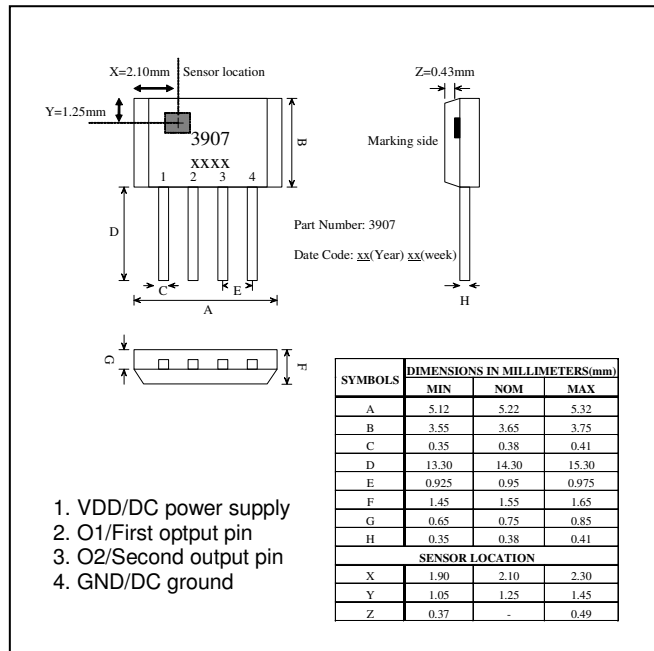 X=2.10mm Sensor location
Y=1.25mm
3907
XXXX
1 2 3 4
B
D
C E
A
Z=0.43mm
Marking side
H
Part Number: 3907
Date Code: xx(Year) xx(week)
G F
SYMBOLS DIMENSIONS IN MILLIMETERS(mm)
MIN NOM MAX
A 5.12 5.22 5.32
B 3.55 3.65 3.75
C 0.35 0.38 0.41
D 13.30 14.30 15.30
E 0.925 0.95 0.975
F 1.45 1.55 1.65
G 0.65 0.75 0.85
H 0.35 0.38 0.41
SENSOR LOCATION
X 1.90 2.10 2.30
Y 1.05 1.25 1.45
Z 0.37 - 0.49
1. VDD/DC power supply
2. O1/First optput pin
3. O2/Second output pin
4. GND/DC ground